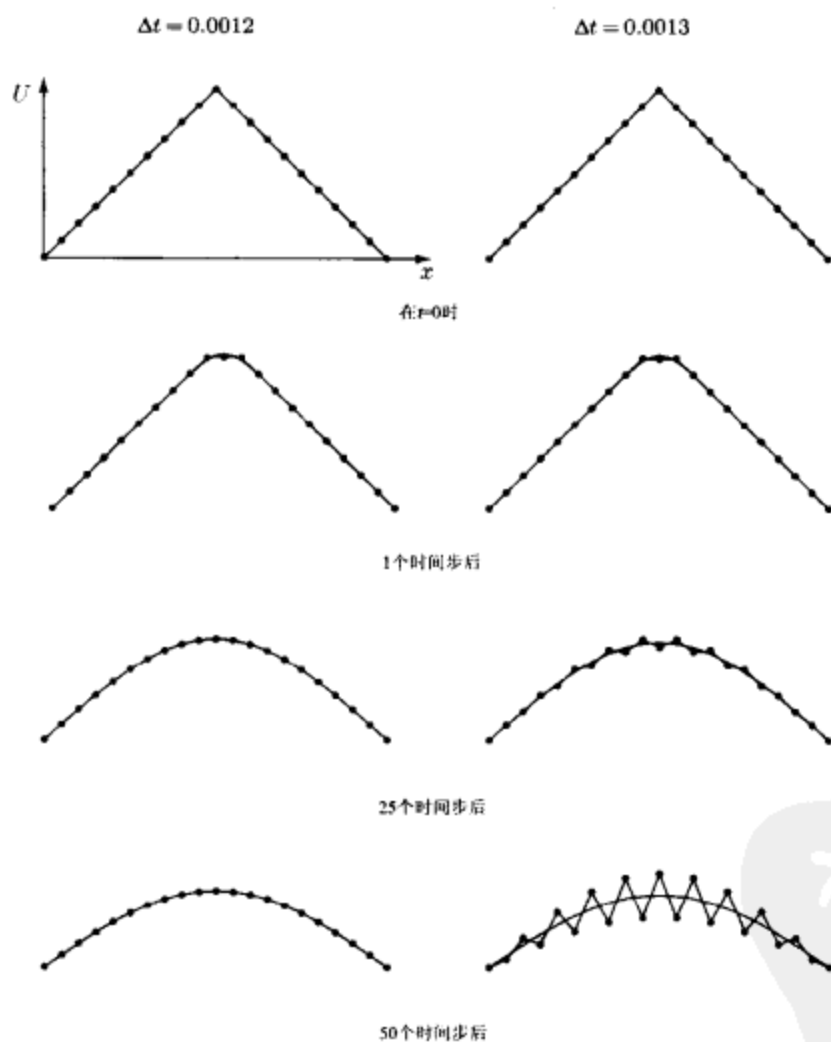 Δt = 0.0012
Δt = 0.0013
U
x
在t=0时
1个时间步后
25个时间步后
50个时间步后